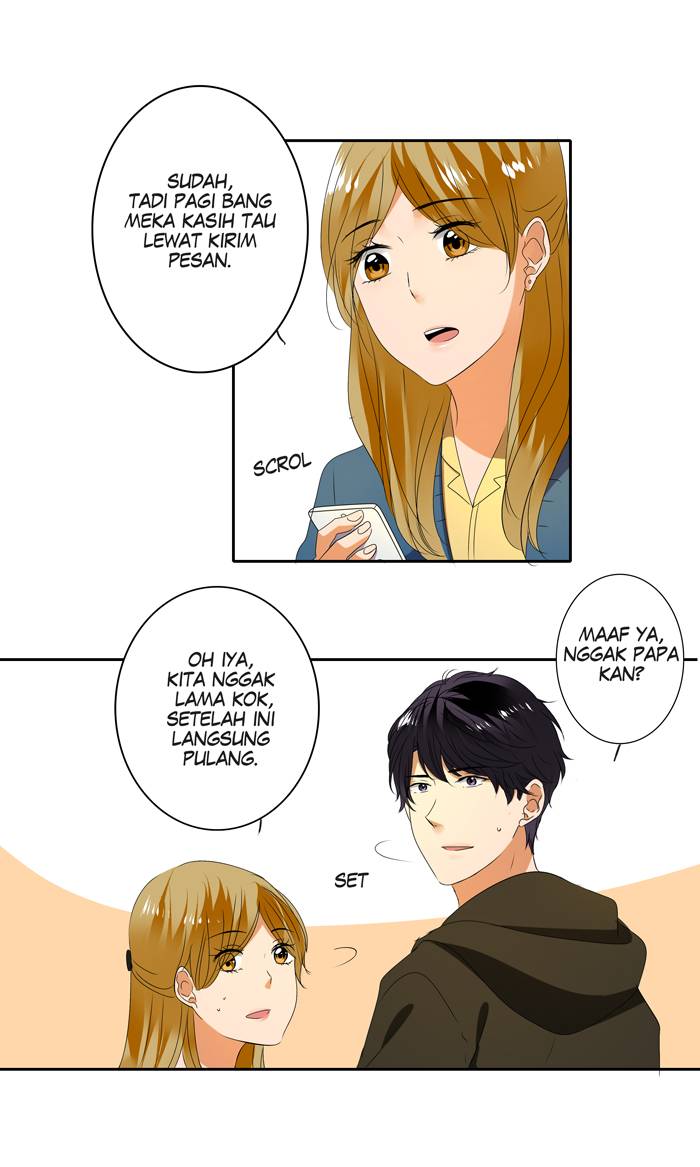 SUDAH,
TADI PAGI BANG
MEKA KASIH TAU
LEWAT KIRIM
PESAN.
SCROL
MAAF YA,
NGGAK PAPA
KAN?
OH IYA,
KITA NGGAK
LAMA KOK,
SETELAH INI
LANGSUNG
PULANG.
SET